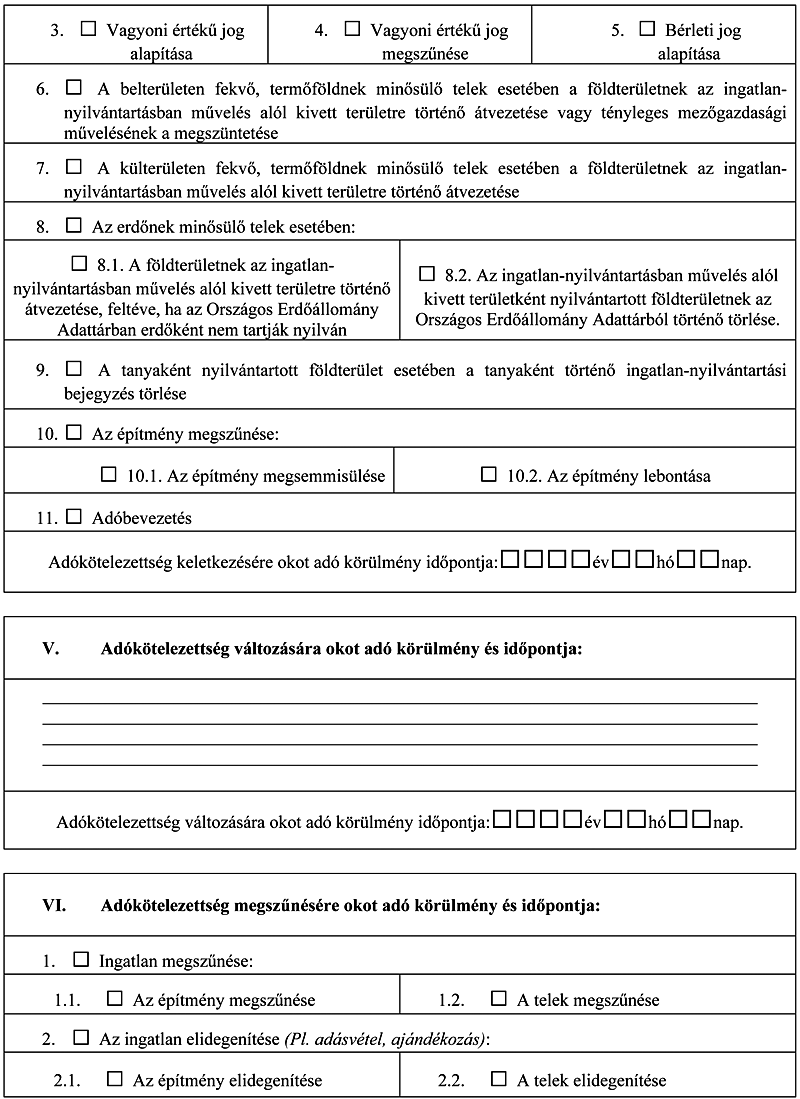 3. ☐ Vagyoni értékű jog alapítása
4. ☐ Vagyoni értékű jog megszűnése
5. ☐ Bérleti jog alapítása
6. ☐ A belterületen fekvő, termőföldnek minősülő telek esetében a földterületnek az ingatlan-
nyilvántartásban művelés alól kivett területre történő átvezetése vagy tényleges mezőgazdasági
művelésének a megszüntetése
7. ☐ A külterületen fekvő, termőföldnek minősülő telek esetében a földterületnek az ingatlan-
nyilvántartásban művelés alól kivett területre történő átvezetése
8. ☐ Az erdőnek minősülő telek esetében:
☐ 8.1. A földterületnek az ingatlan-
nyilvántartásban művelés alól kivett területre történő
átvezetése, feltéve, ha az Országos Erdőállomány
Adattárban erdőként nem tartják nyilván
☐ 8.2. Az ingatlan-nyilvántartásban művelés alól
kivett területként nyilvántartott földterületnek az
Országos Erdőállomány Adattárból történő törlése.
9. ☐ A tanyaként nyilvántartott földterület esetében a tanyaként történő ingatlan-nyilvántartási
bejegyzés törlése
10. ☐ Az építmény megszűnése:
☐ 10.1. Az építmény megsemmisülése
☐ 10.2. Az építmény lebontása
11. ☐ Adóbevezetés
Adókötelezettség keletkezésére okot adó körülmény időpontja: ☐☐☐☐év☐☐hó☐☐nap.
V. Adókötelezettség változására okot adó körülmény és időpontja:
Adókötelezettség változására okot adó körülmény időpontja: ☐☐☐☐év☐☐hó☐☐nap.
VI. Adókötelezettség megszűnésére okot adó körülmény és időpontja:
1. ☐ Ingatlan megszűnése:
1.1. ☐ Az építmény megszűnése
1.2. ☐ A telek megszűnése
2. ☐ Az ingatlan elidegenítése (Pl. adásvétel, ajándékozás):
2.1. ☐ Az építmény elidegenítése
2.2. ☐ A telek elidegenítése